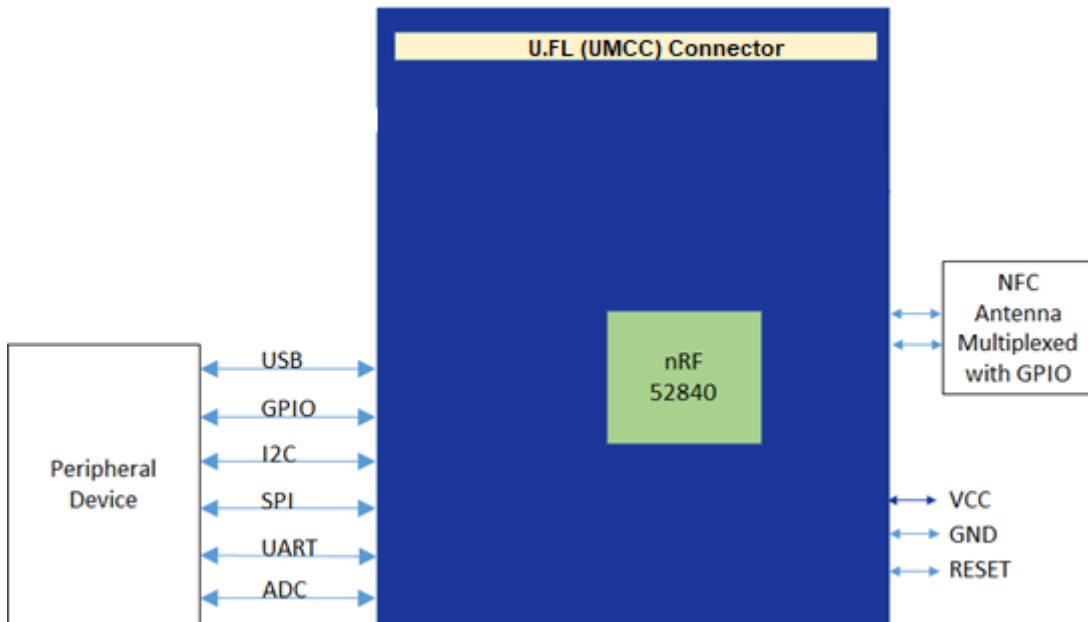 U.FL (UMCC) Connector
NFC
Antenna
Multiplexed
with GPIO
nRF
52840
USB
GPIO
I2C
SPI
UART
ADC
Peripheral
Device
VCC
GND
RESET